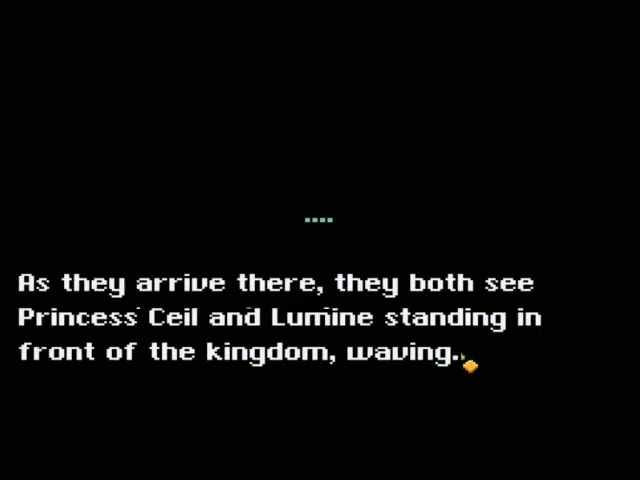 ....
As they arrive there, they both see
Princess Ceil and Lumine standing in
front of the kingdom, waving..